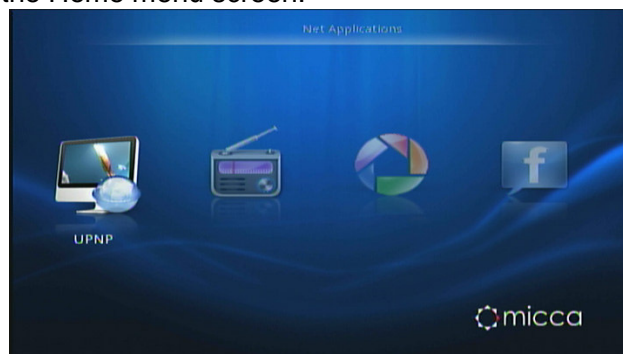 the Home menu screen.
Net Applications
UPNP
f
micca